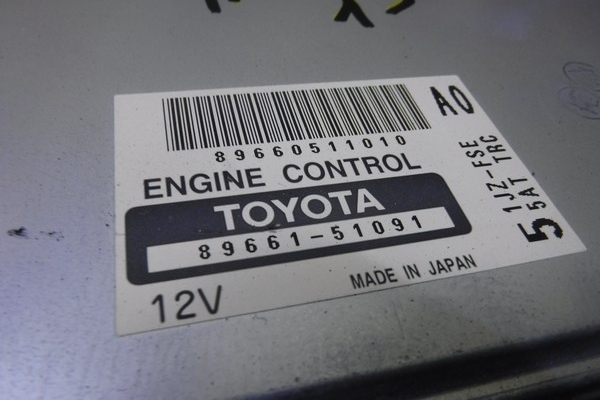 A0
89660511010
ENGINE CONTROL
TOYOTA
89661-51091
12V
MADE IN JAPAN
1JZ-FSE
5AT TRC
5